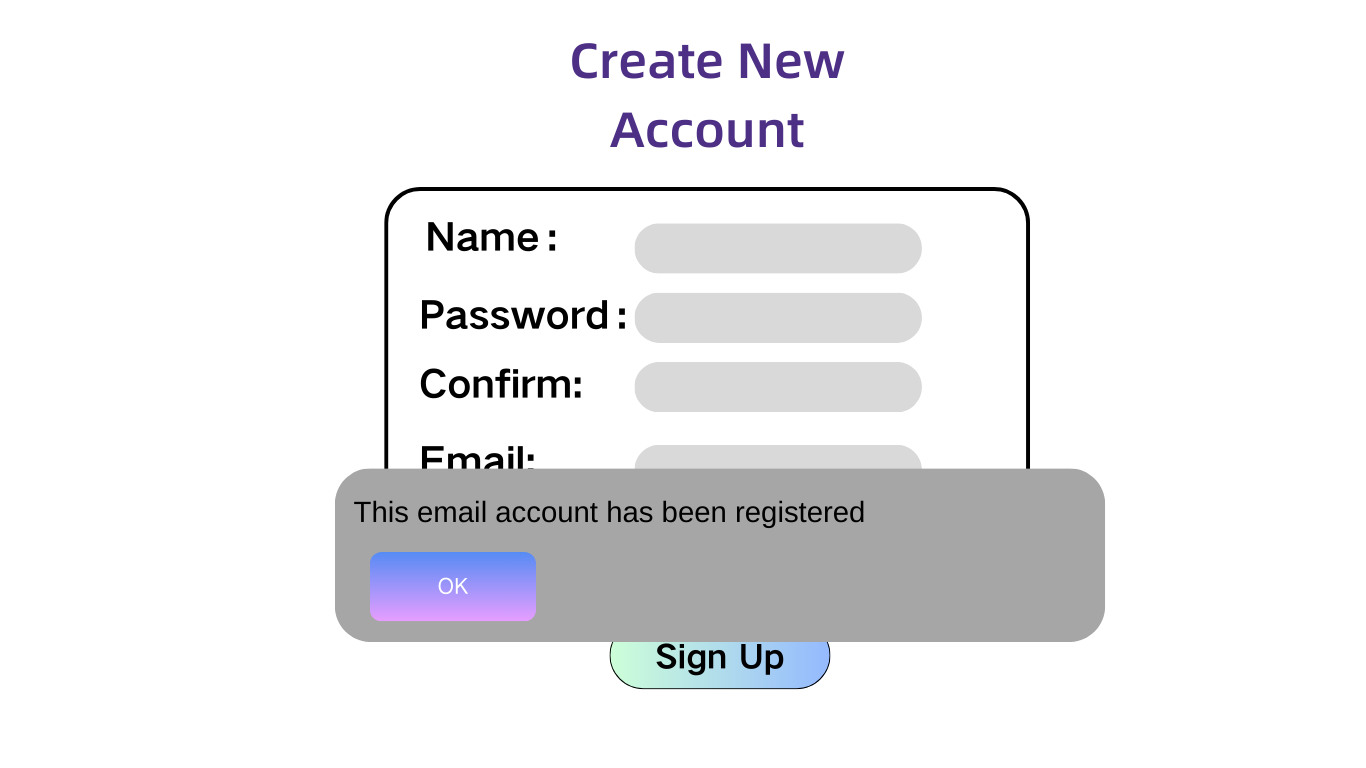 Create New
Account
Name :
Password :
Confirm:
Email:
This email account has been registered
OK
Sign Up